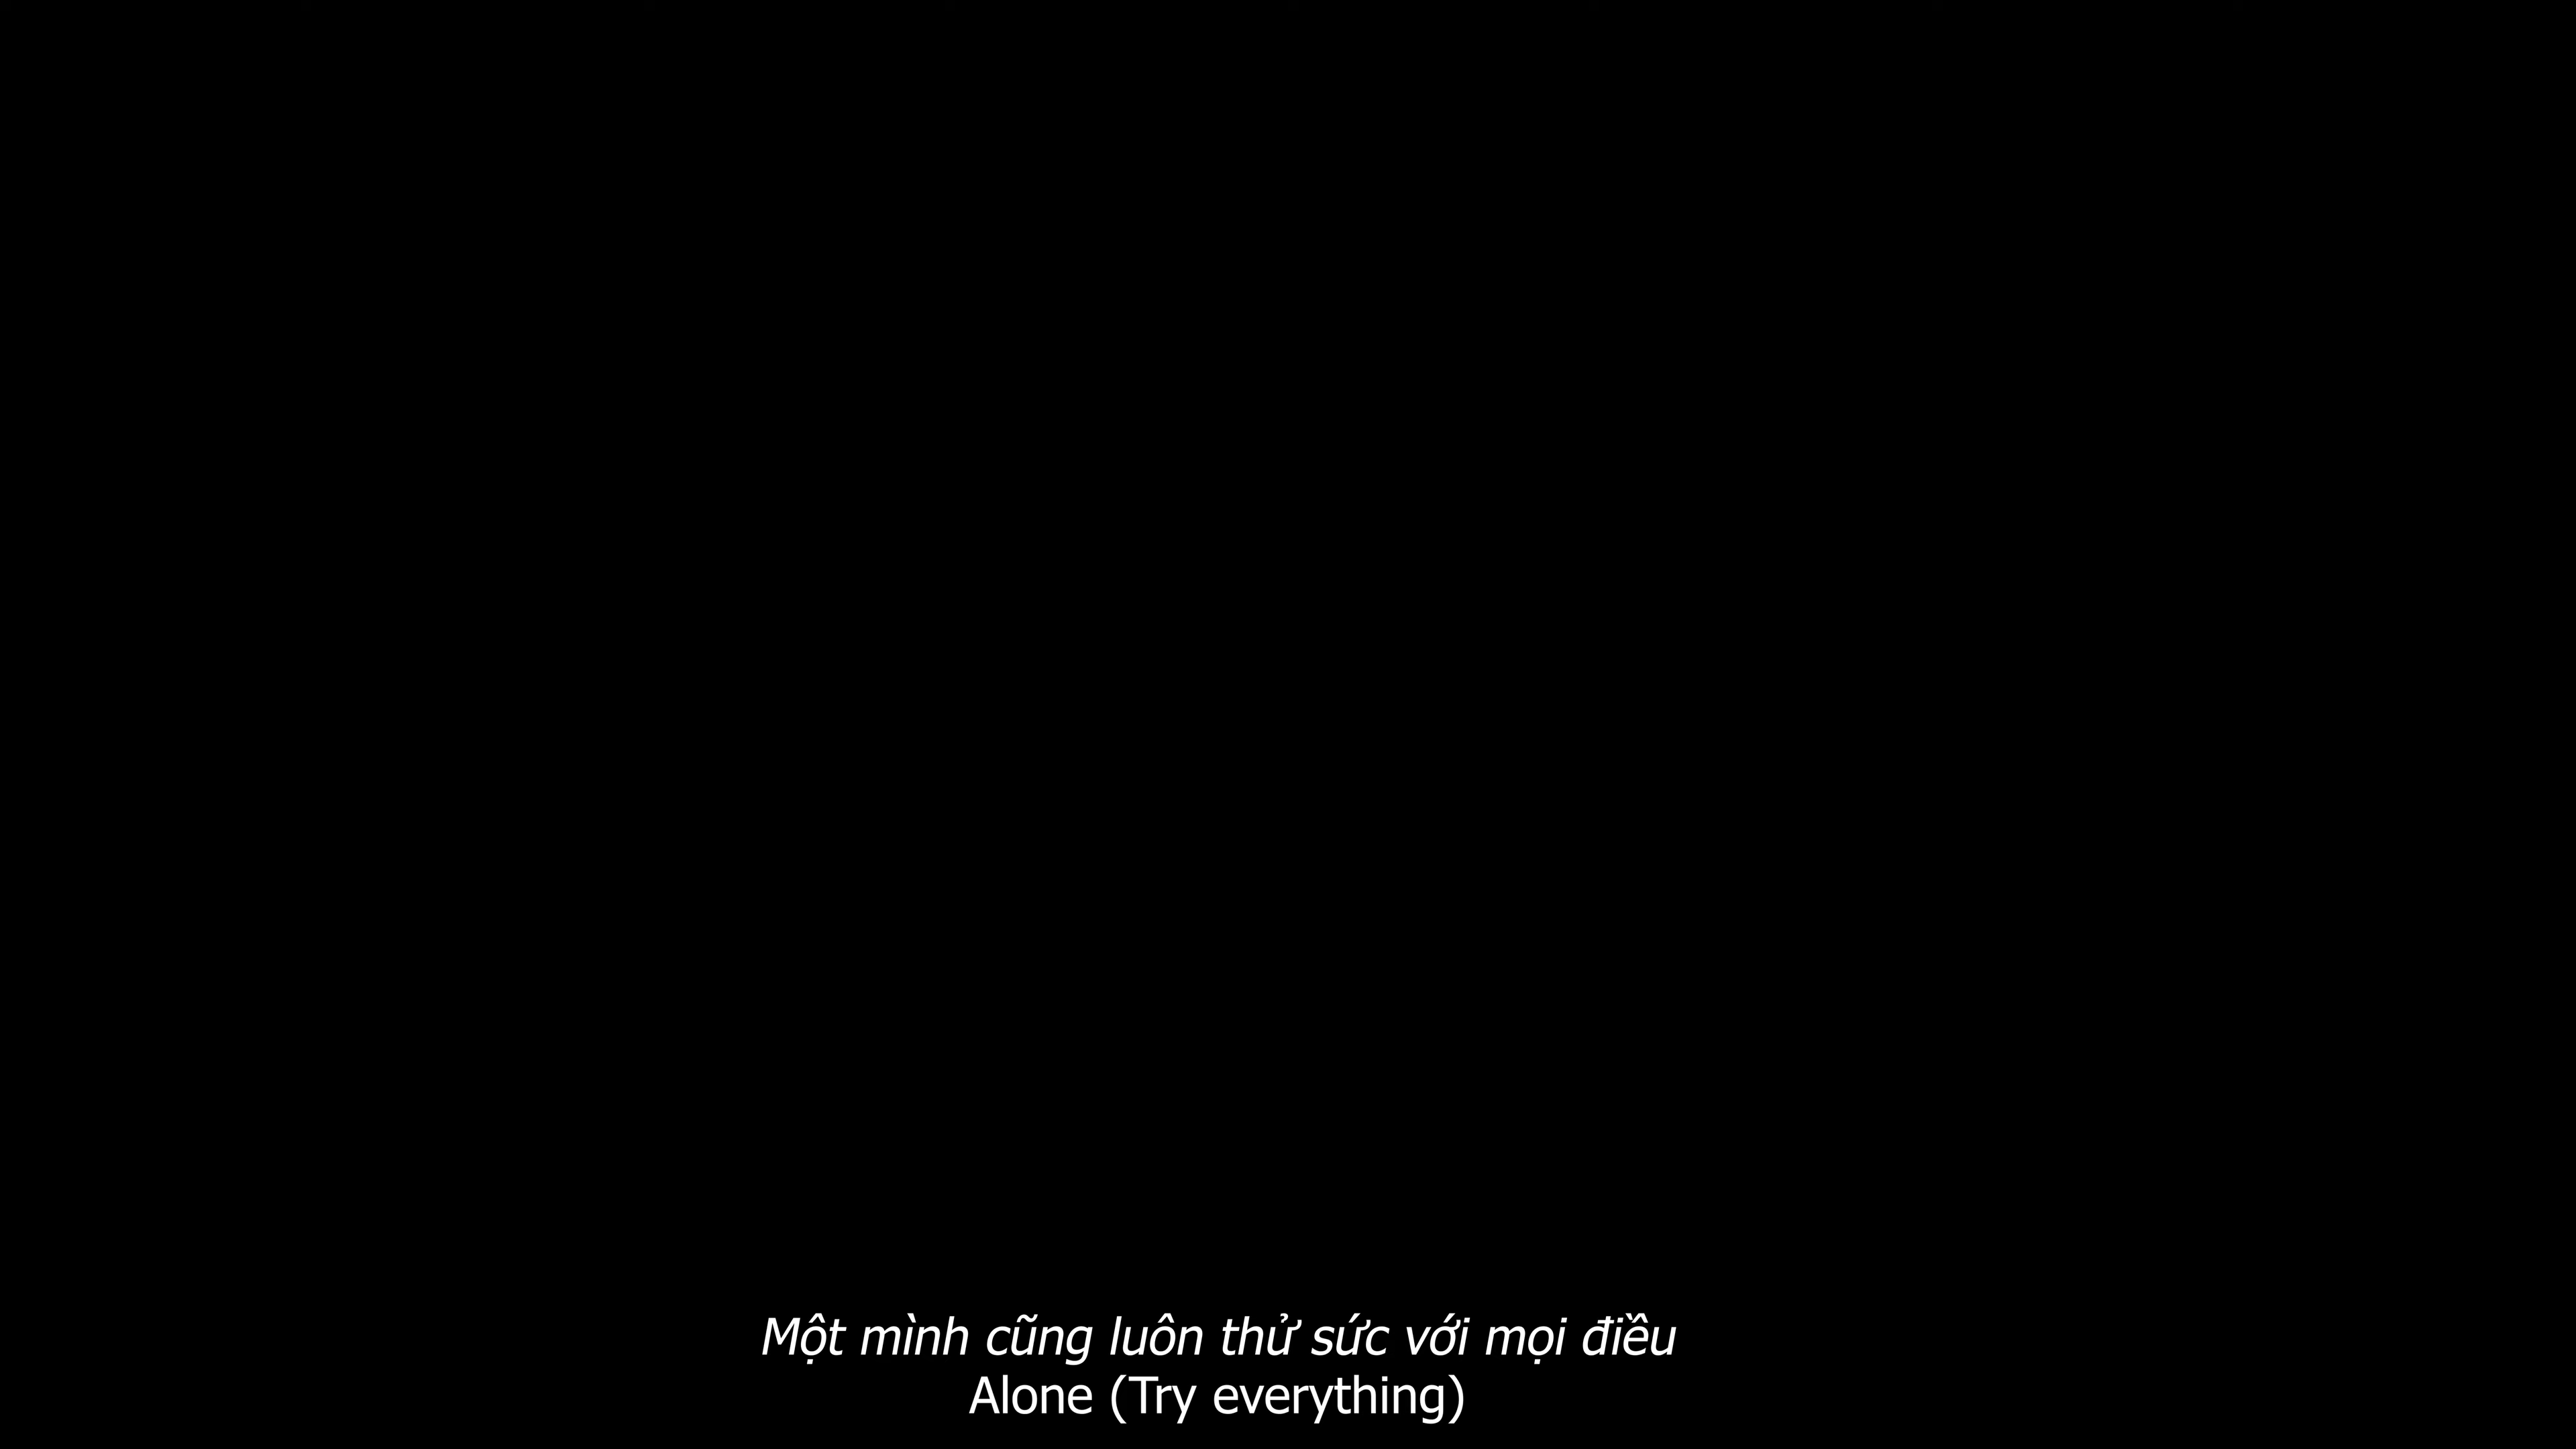 Một mình cũng luôn thử sức với mọi điều
Alone (Try everything)